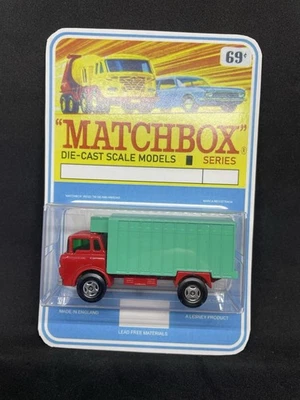 69¢
"MATCHBOX"®
DIE-CAST SCALE MODELS SERIES
MADE IN ENGLAND
A LESNEY PRODUCT
LEAD FREE MATERIALS